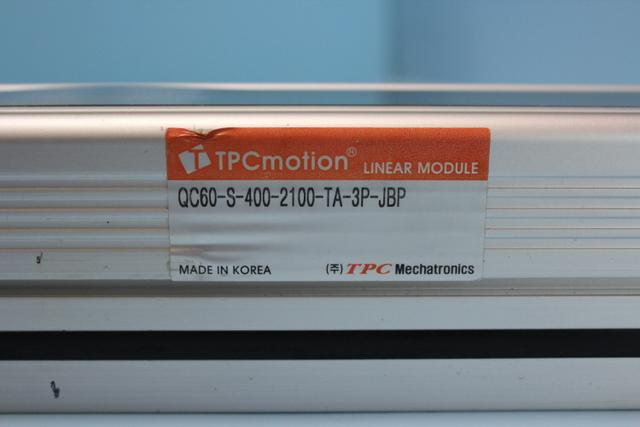 TPCmotion® LINEAR MODULE
QC60-S-400-2100-TA-3P-JBP
MADE IN KOREA (주) TPC Mechatronics